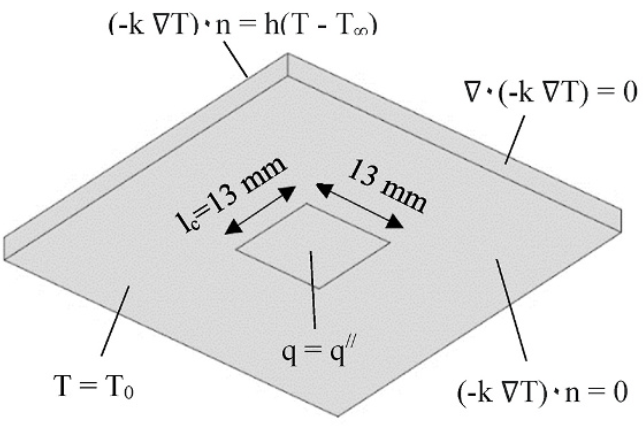 (-k ∇T)·n = h(T - T∞)
∇·(-k ∇T) = 0
lc=13 mm
13 mm
q = q//
T = T0
(-k ∇T)·n = 0